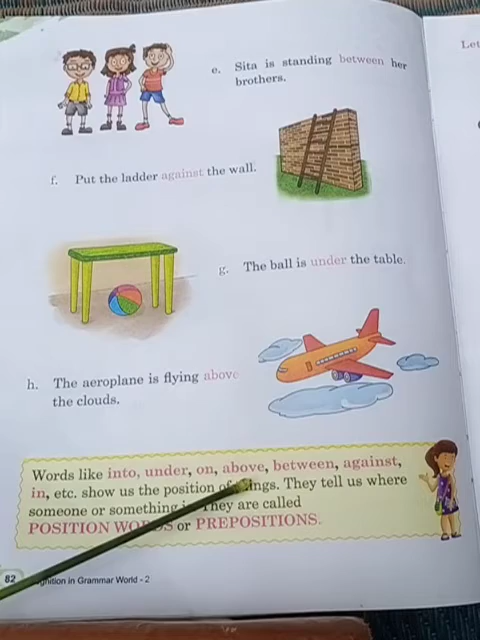 Let
e. Sita is standing between her
brothers.
f. Put the ladder against the wall.
g. The ball is under the table.
h. The aeroplane is flying above
the clouds.
Words like into, under, on, above, between, against,
in, etc. show us the position of things. They tell us where
someone or something They are called
POSITION WORDS or PREPOSITIONS.
82 in Grammar World - 2